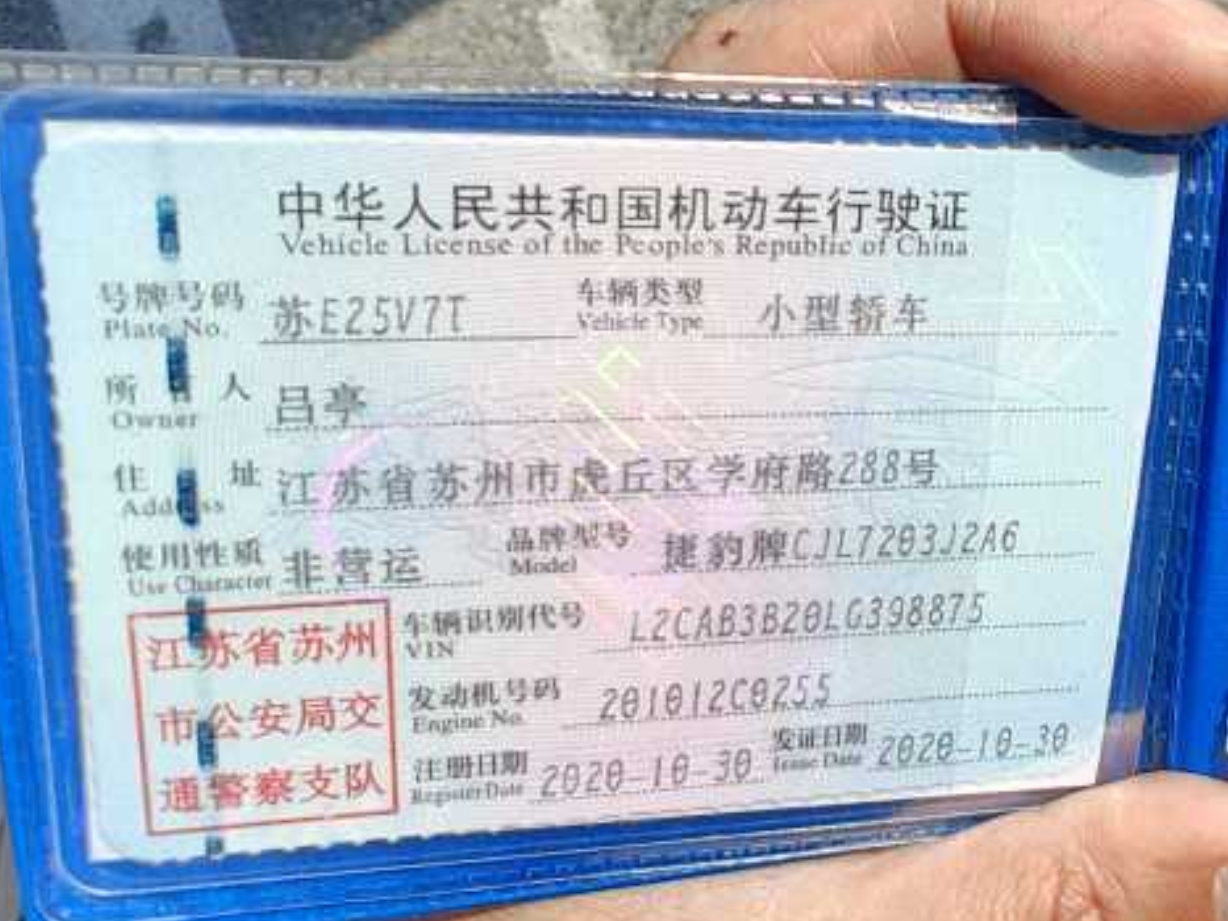 中华人民共和国机动车行驶证
Vehicle License of the People's Republic of China
号牌号码 苏E25V7T 车辆类型 小型轿车
Plate No. Vehicle Type
所有人 吕亭
Owner
住址 江苏省苏州市虎丘区学府路288号
Address
使用性质 非营运 品牌型号 捷豹牌CJL7203J2A6
Use Character Model
江苏省苏州
市公安局交
通警察支队
车辆识别代号 L2CAB3B20LG398875
VIN
发动机号码 201012C0255
Engine No.
注册日期 2020-10-30 发证日期 2020-10-30
Register Date Issue Date